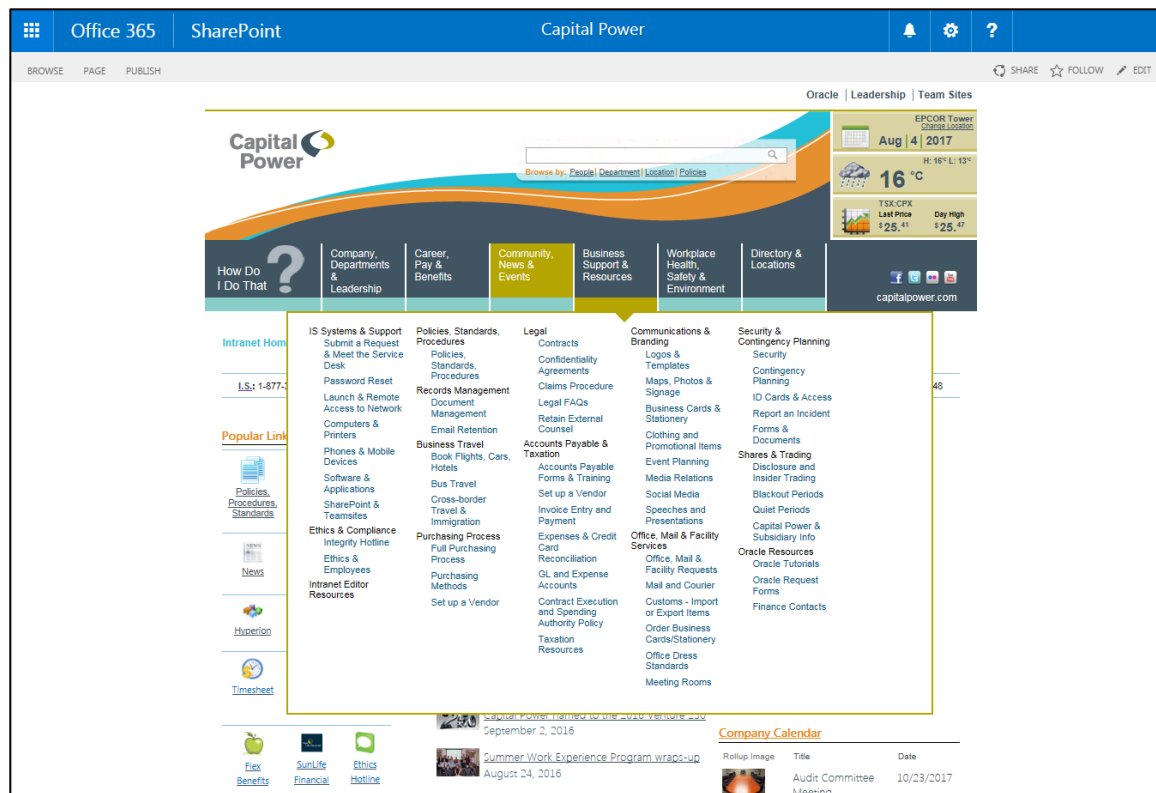 Office 365
SharePoint
Capital Power
?
BROWSE
PAGE
PUBLISH
SHARE
FOLLOW
EDIT
Oracle | Leadership | Team Sites
Capital
Power
Browse by: People | Department | Location | Policies
EPCOR Tower
Change Location
Aug | 4 | 2017
H: 16°C L: 13°C
16 °C
TSX:CPX
Last Price
Day High
$25.41
$25.47
How Do
I Do That
?
Company,
Departments
&
Leadership
Career,
Pay &
Benefits
Community,
News &
Events
Business
Support &
Resources
Workplace
Health,
Safety &
Environment
Directory &
Locations
capitalpower.com
Intranet Hom
I.S.: 1-877-
48
Popular Link
Policies,
Procedures,
Standards
News
Hyperion
Timesheet
Flex
Benefits
SunLife
Financial
Ethics
Hotline
IS Systems & Support
Submit a Request
& Meet the Service
Desk
Password Reset
Launch & Remote
Access to Network
Computers &
Printers
Phones & Mobile
Devices
Software &
Applications
SharePoint &
Teamsites
Ethics & Compliance
Integrity Hotline
Ethics &
Employees
Intranet Editor
Resources
Policies, Standards,
Procedures
Policies,
Standards,
Procedures
Records Management
Document
Management
Email Retention
Business Travel
Book Flights, Cars,
Hotels
Bus Travel
Cross-border
Travel &
Immigration
Purchasing Process
Full Purchasing
Process
Purchasing
Methods
Set up a Vendor
Legal
Contracts
Confidentiality
Agreements
Claims Procedure
Legal FAQs
Retain External
Counsel
Accounts Payable &
Taxation
Accounts Payable
Forms & Training
Set up a Vendor
Invoice Entry and
Payment
Expenses & Credit
Card
Reconciliation
GL and Expense
Accounts
Contract Execution
and Spending
Authority Policy
Taxation
Resources
Communications &
Branding
Logos &
Templates
Maps, Photos &
Signage
Business Cards &
Stationery
Clothing and
Promotional Items
Event Planning
Media Relations
Social Media
Speeches and
Presentations
Office, Mail & Facility
Services
Office, Mail &
Facility Requests
Mail and Courier
Customs - Import
or Export Items
Order Business
Cards/Stationery
Office Dress
Standards
Meeting Rooms
Security &
Contingency Planning
Security
Contingency
Planning
ID Cards & Access
Report an Incident
Forms &
Documents
Shares & Trading
Disclosure and
Insider Trading
Blackout Periods
Quiet Periods
Capital Power &
Subsidiary Info
Oracle Resources
Oracle Tutorials
Oracle Request
Forms
Finance Contacts
Capital Power named to the 2016 Venture 250
September 2, 2016
Summer Work Experience Program wraps-up
August 24, 2016
Company Calendar
Rollup Image
Title
Date
Audit Committee
Meeting
10/23/2017